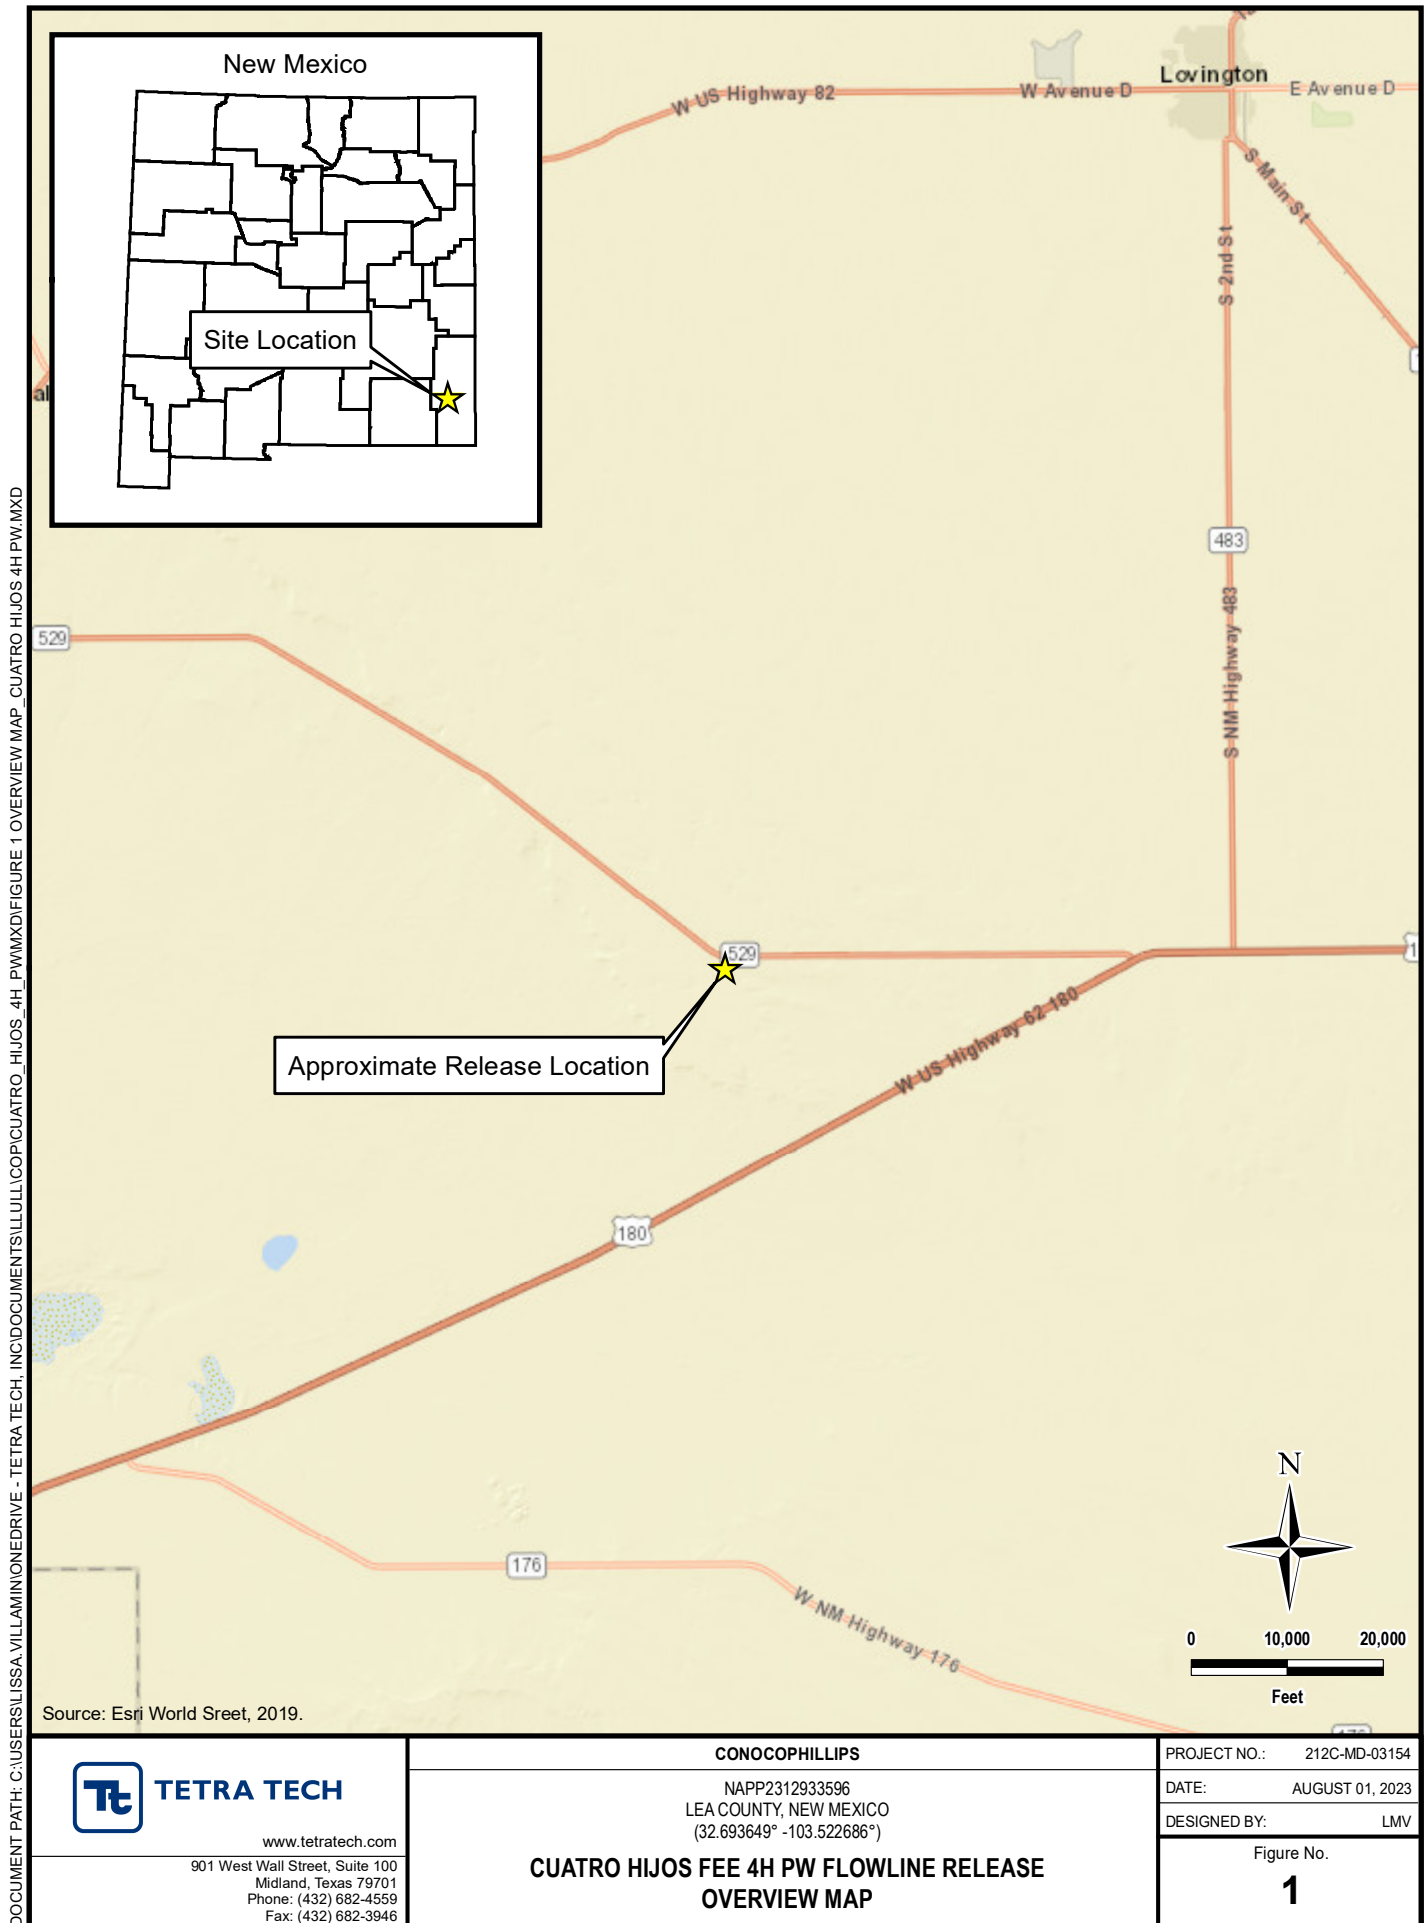 New Mexico
Site Location
Lovington
W US Highway 82
W Avenue D
E Avenue D
S Main St
S 2nd St
483
S NM Highway 483
529
529
Approximate Release Location
W US Highway 62 180
180
176
W NM Highway 176
N
0 10,000 20,000
Feet
Source: Esri World Sreet, 2019.
DOCUMENT PATH: C:\USERS\LISSA.VILLAMIN\ONEDRIVE - TETRA TECH, INC\DOCUMENTS\LLULL\COP\CUATRO_HIJOS_4H_PW\MXD\FIGURE 1 OVERVIEW MAP_CUATRO HIJOS 4H PW.MXD
Tt TETRA TECH
www.tetratech.com
901 West Wall Street, Suite 100
Midland, Texas 79701
Phone: (432) 682-4559
Fax: (432) 682-3946
CONOCOPHILLIPS
NAPP2312933596
LEA COUNTY, NEW MEXICO
(32.693649° -103.522686°)
CUATRO HIJOS FEE 4H PW FLOWLINE RELEASE
OVERVIEW MAP
PROJECT NO.: 212C-MD-03154
DATE: AUGUST 01, 2023
DESIGNED BY: LMV
Figure No.
1